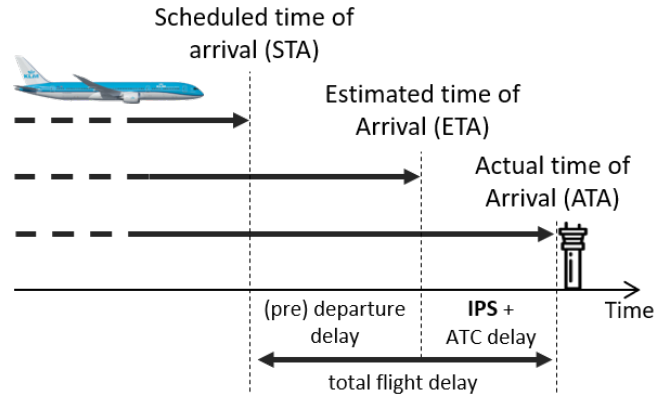 Scheduled time of
arrival (STA)
Estimated time of
Arrival (ETA)
Actual time of
Arrival (ATA)
(pre) departure
delay
IPS +
ATC delay
Time
total flight delay
KLM